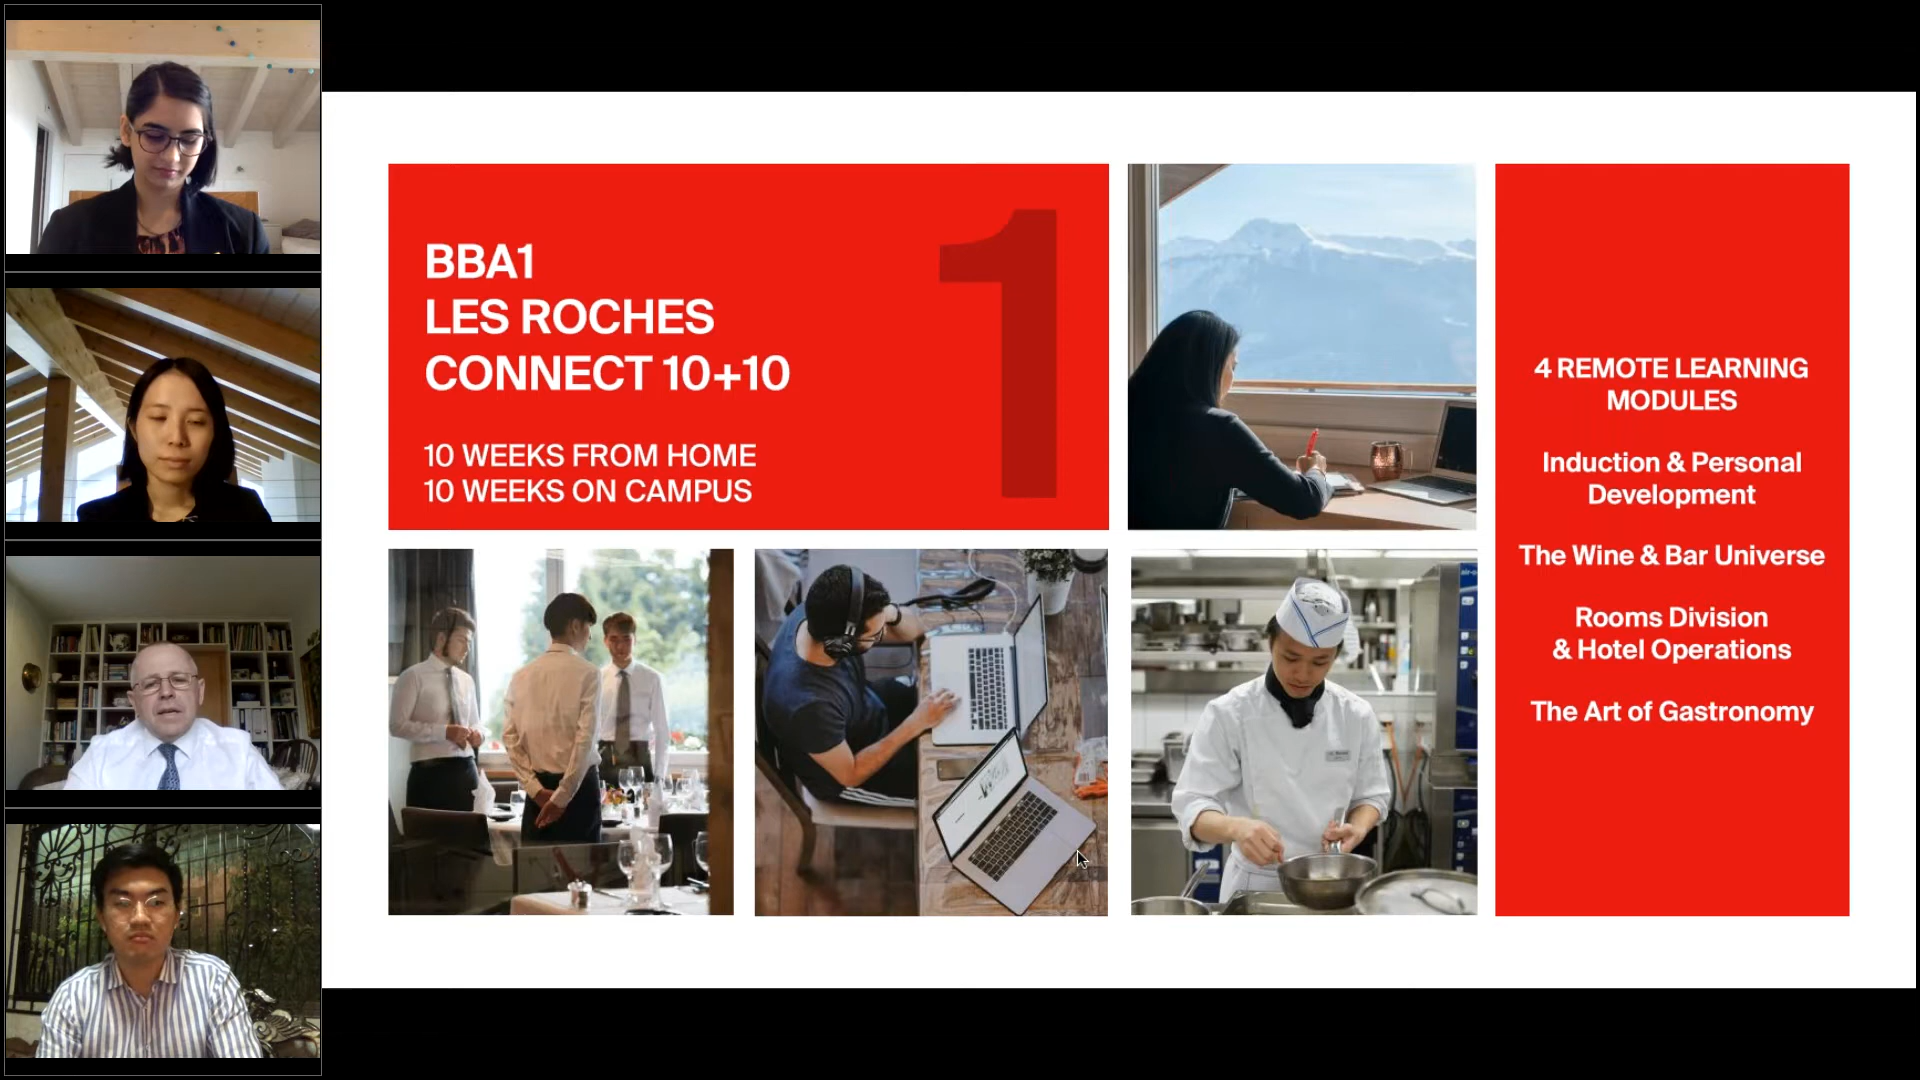 BBA1
LES ROCHES
CONNECT 10+10
10 WEEKS FROM HOME
10 WEEKS ON CAMPUS
1
4 REMOTE LEARNING
MODULES
Induction & Personal
Development
The Wine & Bar Universe
Rooms Division
& Hotel Operations
The Art of Gastronomy